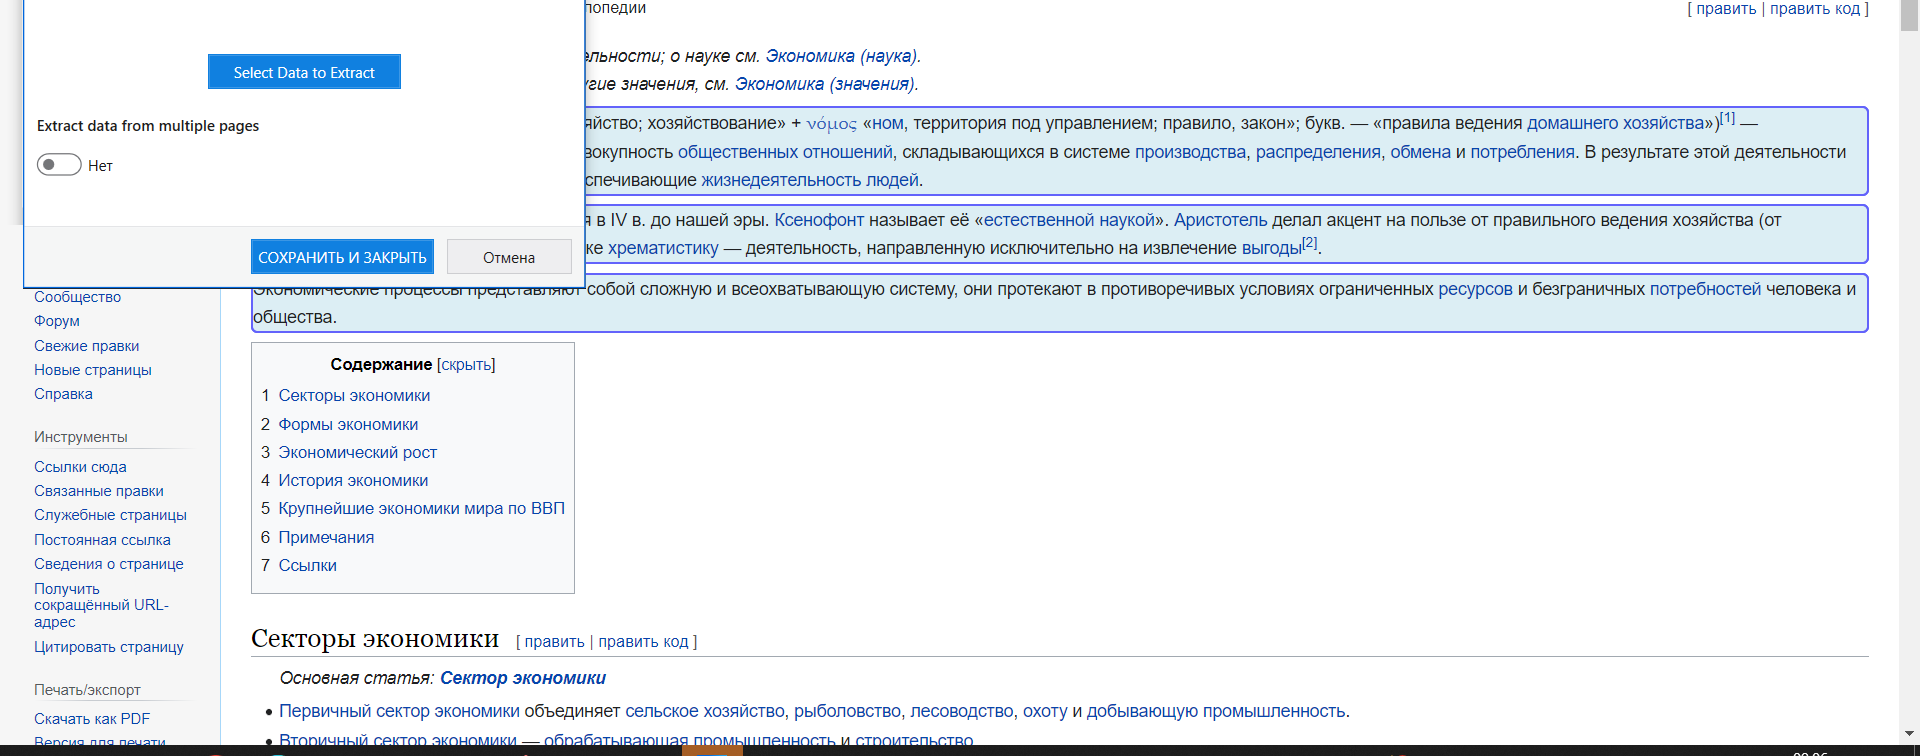 Select Data to Extract
Extract data from multiple pages
Нет
СОХРАНИТЬ И ЗАКРЫТЬ Отмена
Сообщество
Форум
Свежие правки
Новые страницы
Справка
Инструменты
Ссылки сюда
Связанные правки
Служебные страницы
Постоянная ссылка
Сведения о странице
Получить
сокращённый URL-
адрес
Цитировать страницу
Печать/экспорт
Скачать как PDF
Версия для печати
лопедии
[ править | править код ]
ельности; о науке см. Экономика (наука).
угие значения, см. Экономика (значения).
яйство; хозяйствование» + νόμος «ном, территория под управлением; правило, закон»; букв. — «правила ведения домашнего хозяйства»)[1] —
вокупность общественных отношений, складывающихся в системе производства, распределения, обмена и потребления. В результате этой деятельности
спечивающие жизнедеятельность людей.
я в IV в. до нашей эры. Ксенофонт называет её «естественной наукой». Аристотель делал акцент на пользе от правильного ведения хозяйства (от
ке хрематистику — деятельность, направленную исключительно на извлечение выгоды[2].
Экономические процессы представляют собой сложную и всеохватывающую систему, они протекают в противоречивых условиях ограниченных ресурсов и безграничных потребностей человека и
общества.
Содержание [скрыть]
1 Секторы экономики
2 Формы экономики
3 Экономический рост
4 История экономики
5 Крупнейшие экономики мира по ВВП
6 Примечания
7 Ссылки
Секторы экономики [ править | править код ]
Основная статья: Сектор экономики
• Первичный сектор экономики объединяет сельское хозяйство, рыболовство, лесоводство, охоту и добывающую промышленность.
• Вторичный сектор экономики — обрабатывающая промышленность и строительство